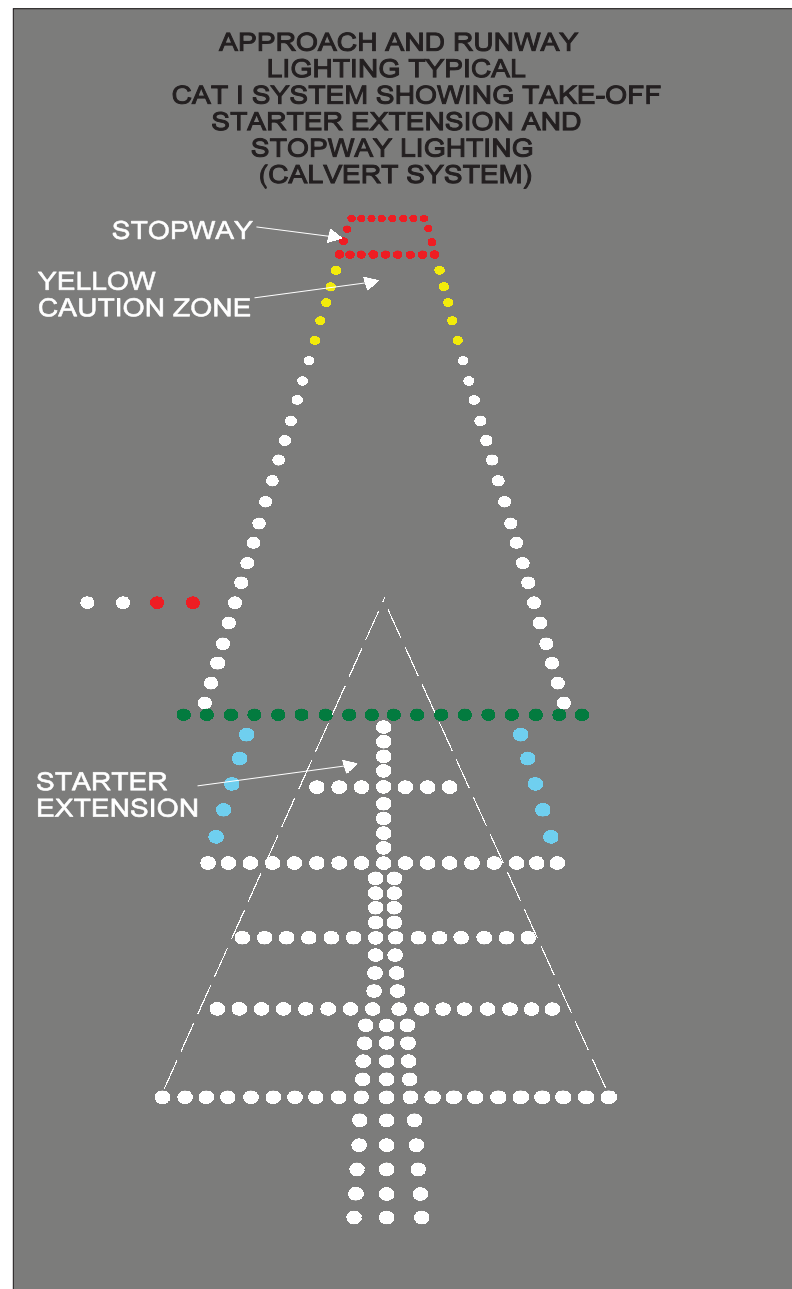 APPROACH AND RUNWAY
LIGHTING TYPICAL
CAT I SYSTEM SHOWING TAKE-OFF
STARTER EXTENSION AND
STOPWAY LIGHTING
(CALVERT SYSTEM)
STOPWAY
YELLOW
CAUTION ZONE
STARTER
EXTENSION